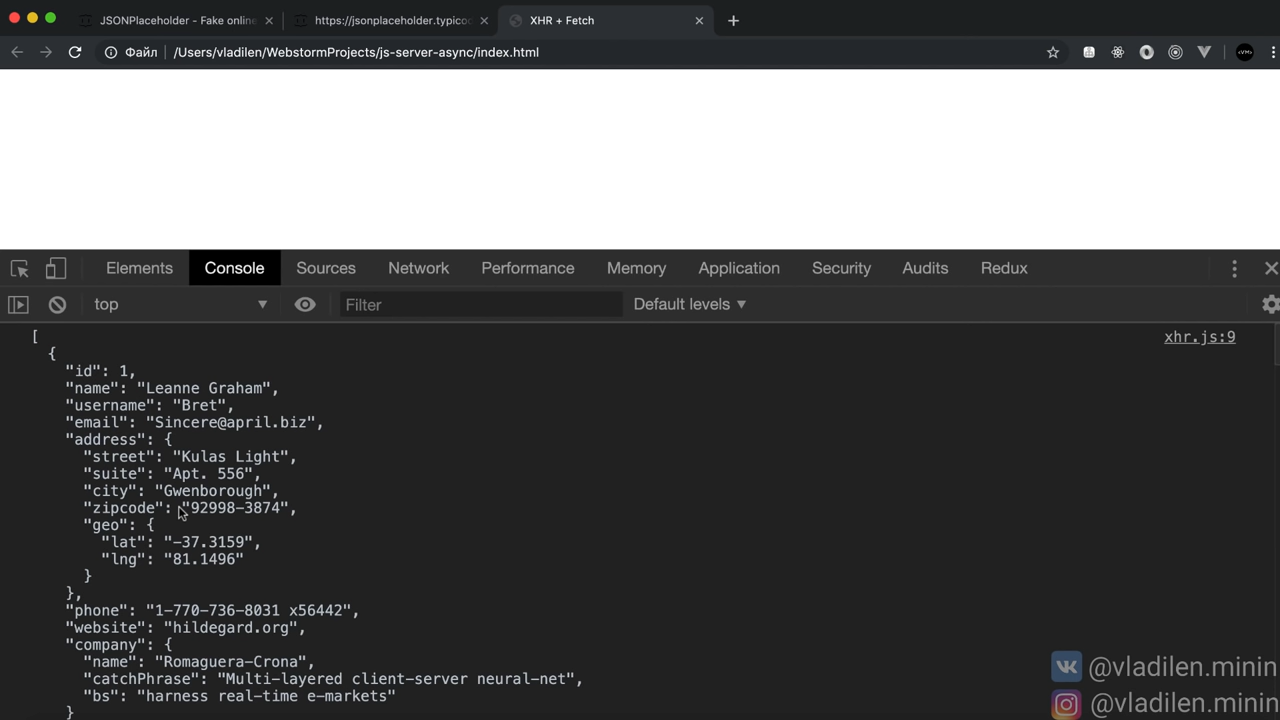 JSONPlaceholder - Fake online
https://jsonplaceholder.typicod
XHR + Fetch
Файл
/Users/vladilen/WebstormProjects/js-server-async/index.html
Elements
Console
Sources
Network
Performance
Memory
Application
Security
Audits
Redux
top
Filter
Default levels
[
xhr.js:9
{
"id": 1,
"name": "Leanne Graham",
"username": "Bret",
"email": "Sincere@april.biz",
"address": {
"street": "Kulas Light",
"suite": "Apt. 556",
"city": "Gwenborough",
"zipcode": "92998-3874",
"geo": {
"lat": "-37.3159",
"lng": "81.1496"
}
},
"phone": "1-770-736-8031 x56442",
"website": "hildegard.org",
"company": {
"name": "Romaguera-Crona",
"catchPhrase": "Multi-layered client-server neural-net",
"bs": "harness real-time e-markets"
}
@vladilen.minin
@vladilen.minin